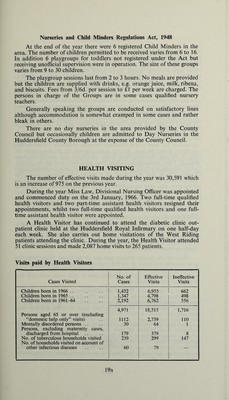 Nurseries and Child Minders Regulations Act, 1948
At the end of the year there were 6 registered Child Minders in the
area. The number of children permitted to be received varies from 6 to 16.
In addition 6 playgroups for toddlers not registered under the Act but
receiving unofficial supervision were in operation. The size of these groups
varies from 9 to 30 children.
The playgroup sessions last from 2 to 3 hours. No meals are provided
but the children are supplied with drinks, e.g. orange juice, milk, ribena,
and biscuits. Fees from 3/6d. per session to £1 per week are charged. The
persons in charge of the Groups are in some cases qualified nursery
teachers.
Generally speaking the groups are conducted on satisfactory lines
although accommodation is somewhat cramped in some cases and rather
bleak in others.
There are no day nurseries in the area provided by the County
Council but occasionally children are admitted to Day Nurseries in the
Huddersfield County Borough at the expense of the County Council.
HEALTH VISITING
The number of effective visits made during the year was 30,591 which
is an increase of 975 on the previous year.
During the year Miss Law, Divisional Nursing Officer was appointed
and commenced duty on the 3rd January, 1966. Two full-time qualified
health visitors and two part-time assistant health visitors resigned their
appointments, whilst two full-time qualified health visitors and one full-
time assistant health visitor were appointed.
A Health Visitor has continued to attend the diabetic clinic out-
patient clinic held at the Huddersfield Royal Infirmary on one half-day
each week. She also carries out home visitations of the West Riding
patients attending the clinic. During the year, the Health Visitor attended
51 clinic sessions and made 2,087 home visits to 265 patients.
Visits paid by Health Visitors
Cases Visited No. of Cases Effective Visits Ineffective Visits
Children born in 1966 1,432 6,955 662
Children born in 1965 1,347 4,798 498
Children born in 1961-64 2,192 6,762 556
4,971 18,515 1,716
Persons aged 65 or over (excluding
"domestic help only" visits) 1112 2,739 110
Mentally disordered persons 30 64 1
Persons, excluding maternity cases,
discharged from hospital 179 379 8
No. of tuberculous households visited 239 299 147
No. of households visited on account of
other infectious diseases 60 79 —